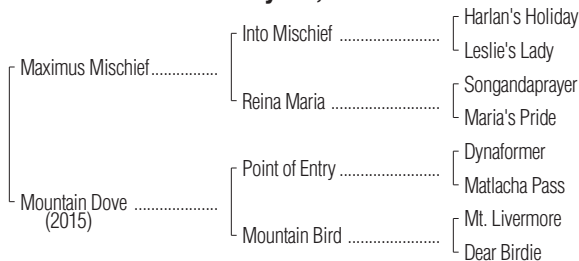 Harlan's Holiday
Into Mischief ....................
Leslie's Lady
Maximus Mischief...............
Songandaprayer
Reina Maria ......................
Maria's Pride
Dynaformer
Point of Entry ....................
Matlacha Pass
Mountain Dove ..................
(2015)
Mt. Livermore
Mountain Bird ....................
Dear Birdie